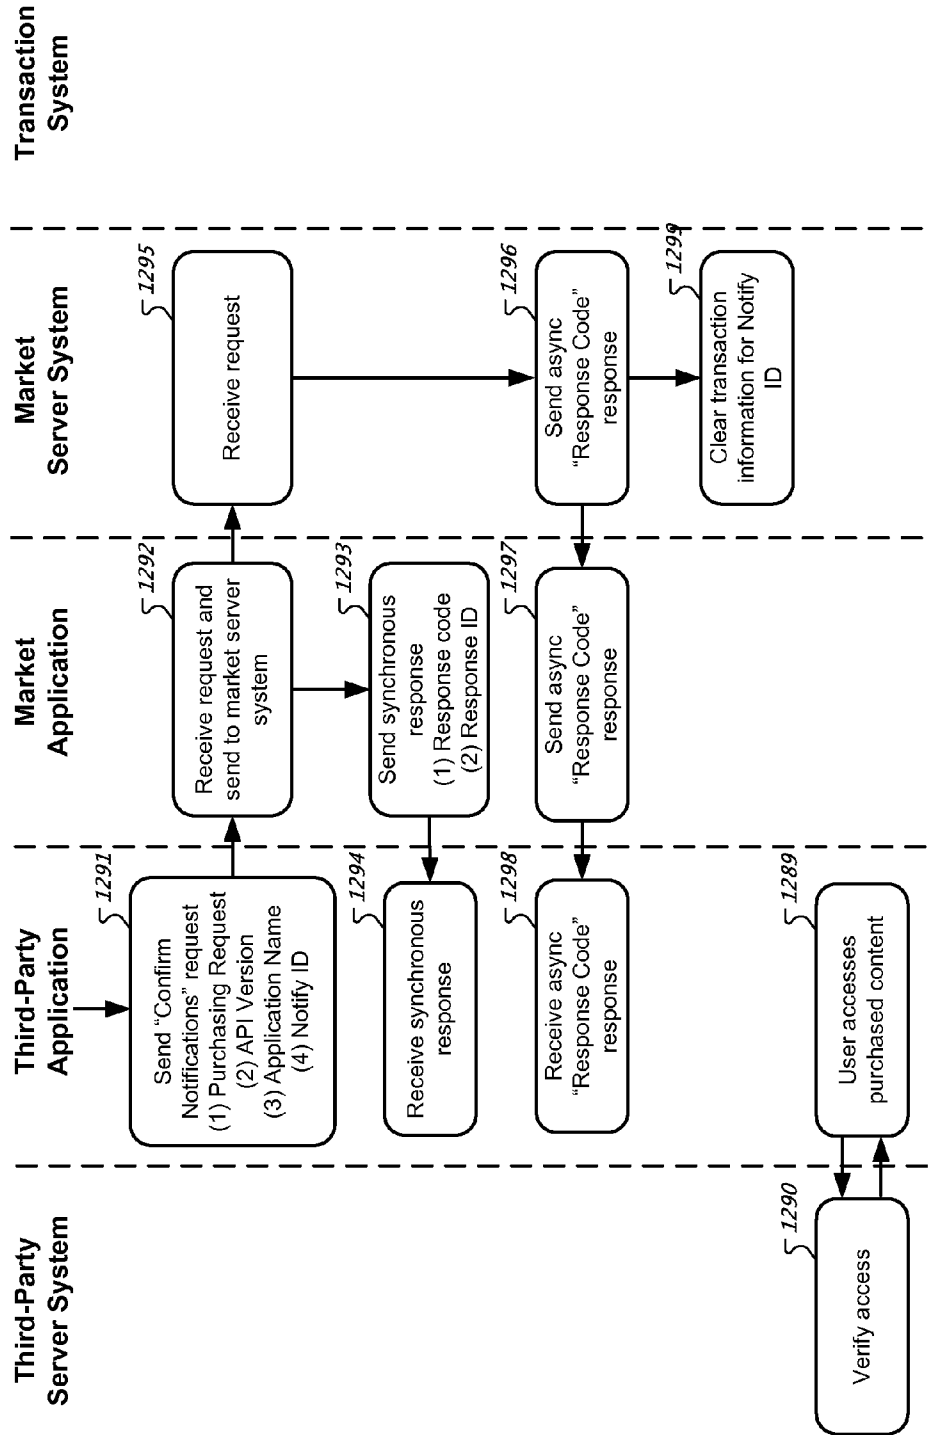 Third-Party
Server System
Third-Party
Application
Market
Application
Market
Server System
Transaction
System
1291
Send “Confirm
Notifications” request
(1) Purchasing Request
(2) API Version
(3) Application Name
(4) Notify ID
1292
Receive request and
send to market server
system
1295
Receive request
1294
Receive synchronous
response
1293
Send synchronous
response
(1) Response code
(2) Response ID
1298
Receive async
“Response Code”
response
1297
Send async
“Response Code”
response
1296
Send async
“Response Code”
response
1299
Clear transaction
information for Notify
ID
1290
Verify access
1289
User accesses
purchased content